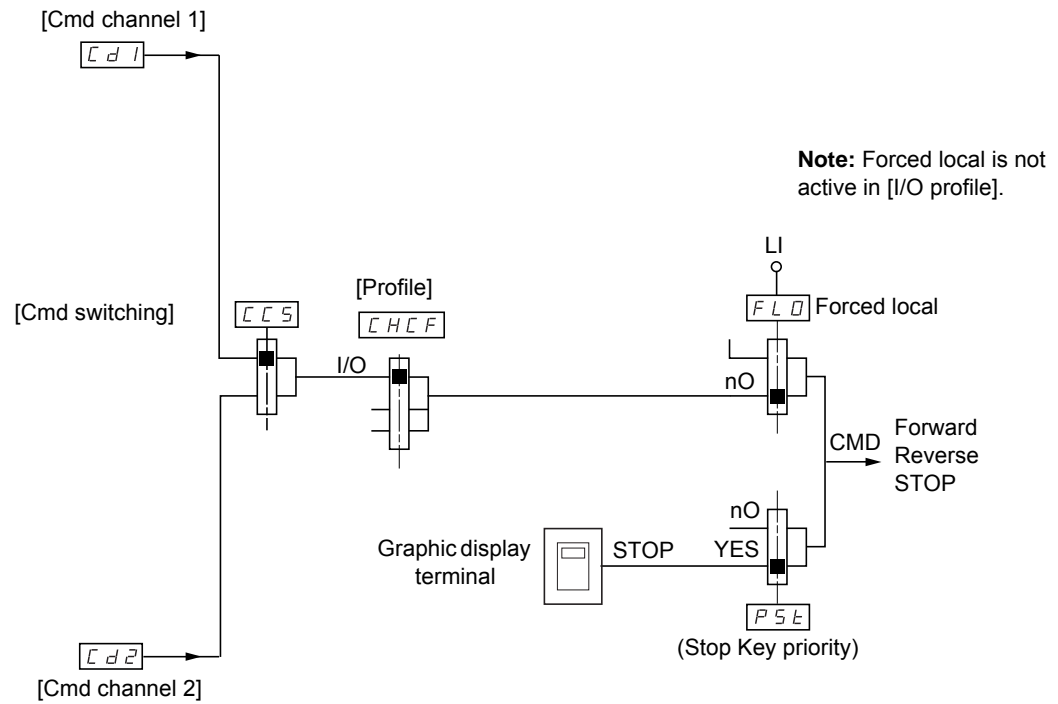 [Cmd channel 1]
Cd1
Note: Forced local is not
active in [I/O profile].
LI
[Profile]
[Cmd switching]
CCS
CHCF
FLO Forced local
I/O
nO
CMD
Forward
Reverse
STOP
nO
Graphic display
terminal
STOP
YES
PSt
(Stop Key priority)
Cd2
[Cmd channel 2]